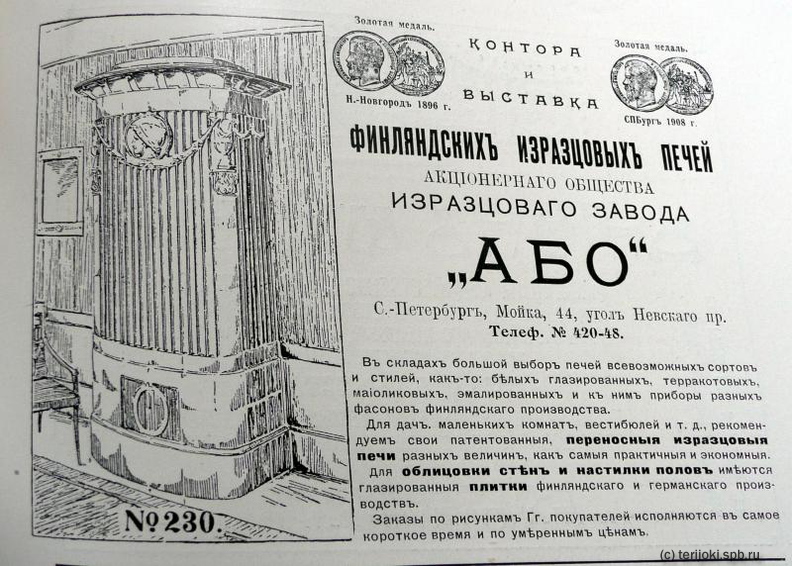 Золотая медаль.
Н.-Новгородъ 1896 г.
КОНТОРА
И
ВЫСТАВКА
Золотая медаль.
СПБургъ 1908 г.
ФИНЛЯНДСКИХЪ ИЗРАЗЦОВЫХЪ ПЕЧЕЙ
АКЦІОНЕРНАГО ОБЩЕСТВА
ИЗРАЗЦОВАГО ЗАВОДА
„АБО“
С.-Петербургъ, Мойка, 44, уголъ Невскаго пр.
Телеф. № 420-48.
Въ складахъ большой выборъ печей всевозможныхъ сортовъ
и стилей, какъ-то: бѣлыхъ глазированныхъ, терракотовыхъ,
маіоликовыхъ, эмалированныхъ и къ нимъ приборы разныхъ
фасоновъ финляндскаго производства.
Для дачъ, маленькихъ комнатъ, вестибюлей и т. д., рекомен-
дуемъ свои патентованныя, переносныя изразцовыя
печи разныхъ величинъ, какъ самыя практичныя и экономныя.
Для облицовки стѣнъ и настилки половъ имѣются
глазированныя плитки финляндскаго и германскаго произ-
водствъ.
Заказы по рисункамъ Гг. покупателей исполняются въ самое
короткое время и по умѣреннымъ цѣнамъ.
№ 230.
(c) terijoki.spb.ru